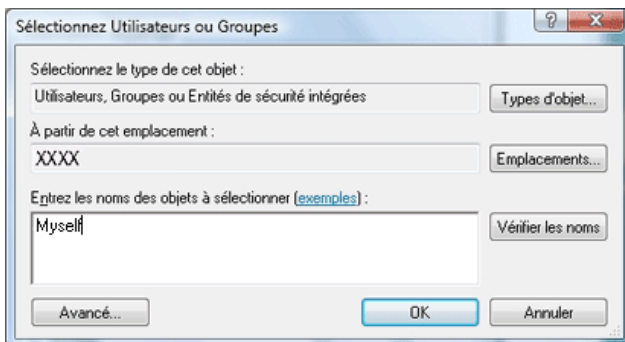 Sélectionnez Utilisateurs ou Groupes
Sélectionnez le type de cet objet :
Utilisateurs, Groupes ou Entités de sécurité intégrées
Types d'objet...
À partir de cet emplacement :
XXXX
Emplacements...
Entrez les noms des objets à sélectionner (exemples) :
Myself
Vérifier les noms
Avancé...
OK
Annuler